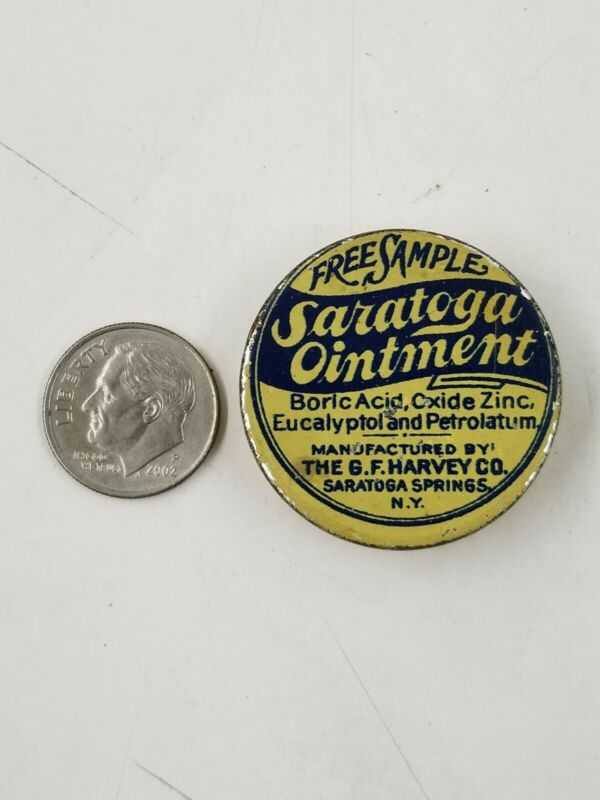 LIBERTY
IN GOD
WE TRUST
P
2002
FREE SAMPLE
Saratoga
Ointment
Boric Acid, Oxide Zinc,
Eucalyptol and Petrolatum.
MANUFACTURED BY
THE G.F. HARVEY CO.
SARATOGA SPRINGS,
N.Y.